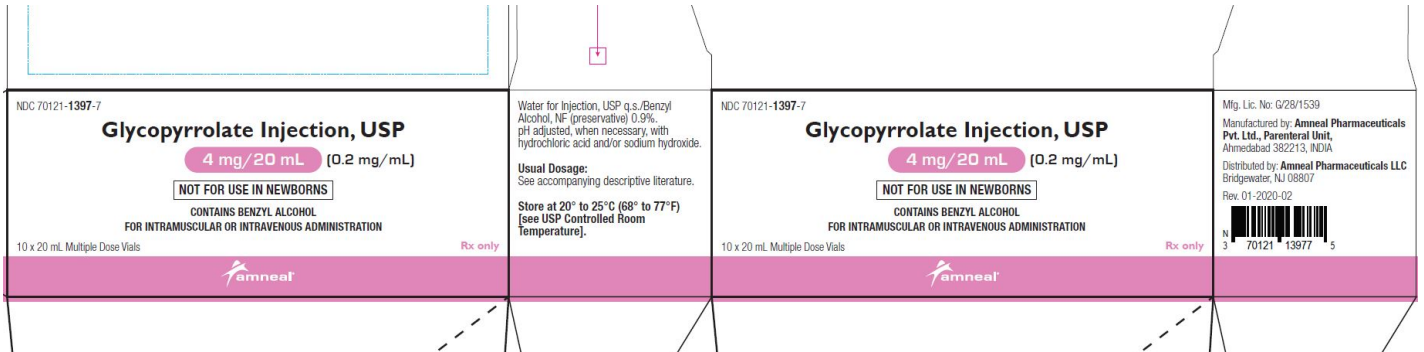 NDC 70121-1397-7
Glycopyrrolate Injection, USP
4 mg/20 mL (0.2 mg/mL)
NOT FOR USE IN NEWBORNS
CONTAINS BENZYL ALCOHOL
FOR INTRAMUSCULAR OR INTRAVENOUS ADMINISTRATION
10 x 20 mL Multiple Dose Vials
Rx only
amneal®
Water for Injection, USP q.s./Benzyl
Alcohol, NF (preservative) 0.9%.
pH adjusted, when necessary, with
hydrochloric acid and/or sodium hydroxide.
Usual Dosage:
See accompanying descriptive literature.
Store at 20° to 25°C (68° to 77°F)
[see USP Controlled Room
Temperature].
NDC 70121-1397-7
Glycopyrrolate Injection, USP
4 mg/20 mL (0.2 mg/mL)
NOT FOR USE IN NEWBORNS
CONTAINS BENZYL ALCOHOL
FOR INTRAMUSCULAR OR INTRAVENOUS ADMINISTRATION
10 x 20 mL Multiple Dose Vials
Rx only
amneal®
Mfg. Lic. No: G/28/1539
Manufactured by: Amneal Pharmaceuticals
Pvt. Ltd., Parenteral Unit,
Ahmedabad 382213, INDIA
Distributed by: Amneal Pharmaceuticals LLC
Bridgewater, NJ 08807
Rev. 01-2020-02
N
3 70121 13977 5